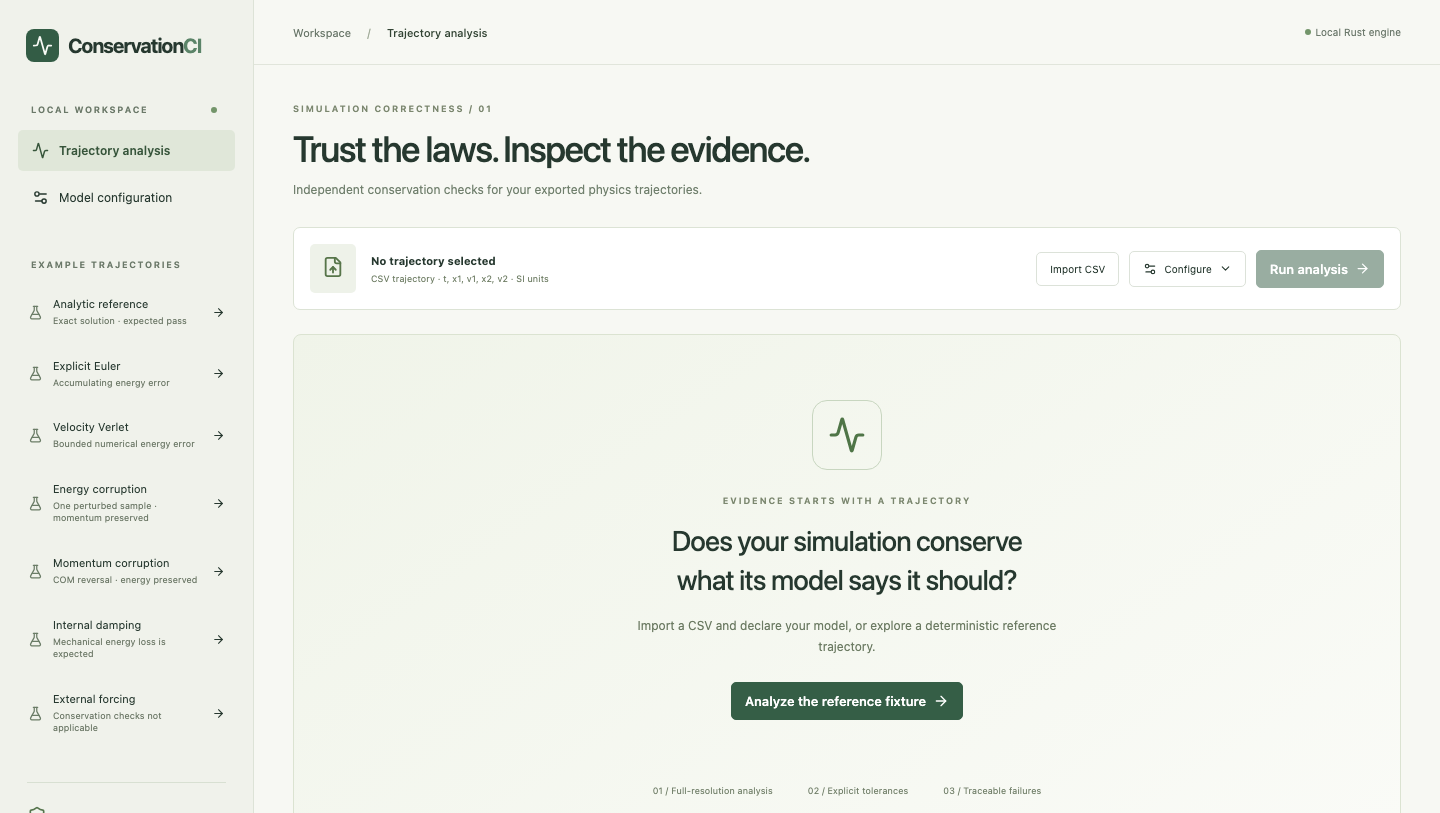 ConservationCI
LOCAL WORKSPACE
Trajectory analysis
Model configuration
EXAMPLE TRAJECTORIES
Analytic reference
Exact solution · expected pass
Explicit Euler
Accumulating energy error
Velocity Verlet
Bounded numerical energy error
Energy corruption
One perturbed sample ·
momentum preserved
Momentum corruption
COM reversal · energy preserved
Internal damping
Mechanical energy loss is
expected
External forcing
Conservation checks not
applicable
Workspace / Trajectory analysis
Local Rust engine
SIMULATION CORRECTNESS / 01
Trust the laws. Inspect the evidence.
Independent conservation checks for your exported physics trajectories.
No trajectory selected
CSV trajectory · t, x1, v1, x2, v2 · SI units
Import CSV
Configure
Run analysis
EVIDENCE STARTS WITH A TRAJECTORY
Does your simulation conserve
what its model says it should?
Import a CSV and declare your model, or explore a deterministic reference
trajectory.
Analyze the reference fixture
01 / Full-resolution analysis
02 / Explicit tolerances
03 / Traceable failures